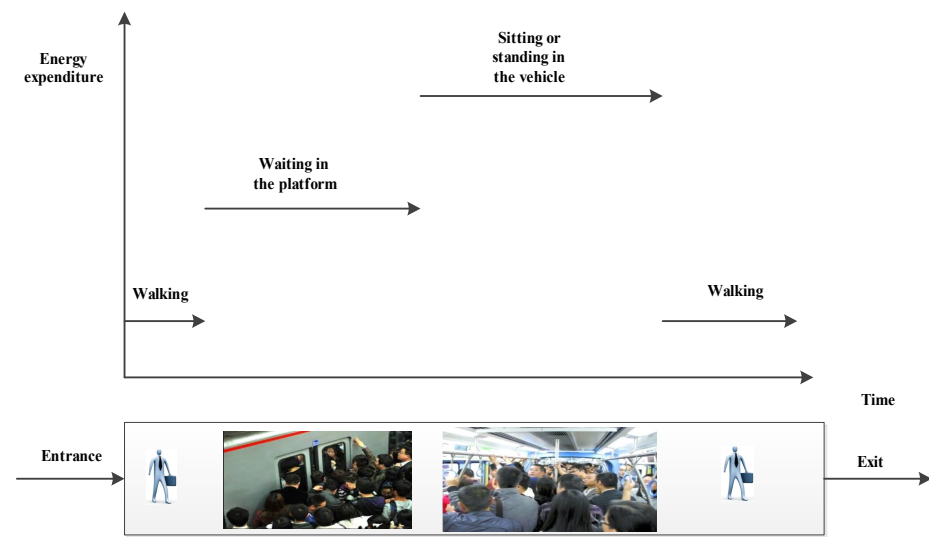 Energy
expenditure
Sitting or
standing in
the vehicle
Waiting in
the platform
Walking
Walking
Time
Entrance
Exit